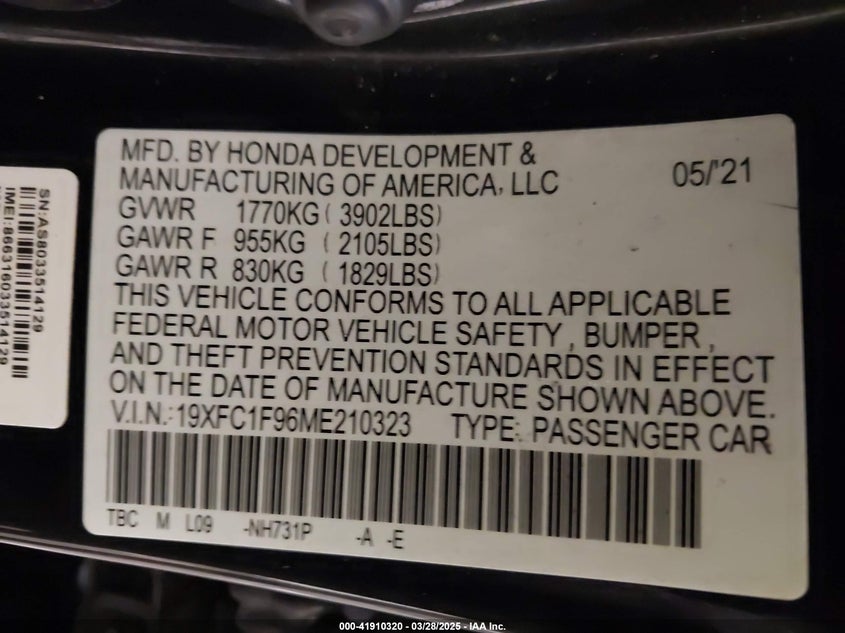 MFD. BY HONDA DEVELOPMENT &
MANUFACTURING OF AMERICA, LLC 05/'21
GVWR 1770KG ( 3902LBS)
GAWR F 955KG ( 2105LBS)
GAWR R 830KG ( 1829LBS)
THIS VEHICLE CONFORMS TO ALL APPLICABLE
FEDERAL MOTOR VEHICLE SAFETY , BUMPER ,
AND THEFT PREVENTION STANDARDS IN EFFECT
ON THE DATE OF MANUFACTURE SHOWN ABOVE.
V.I.N.:19XFC1F96ME210323 TYPE: PASSENGER CAR
TBC M L09 -NH731P -A -E
SN:AS8033514129
IMEI:866316033514129
000-41910320 — 03/28/2025 - IAA Inc.